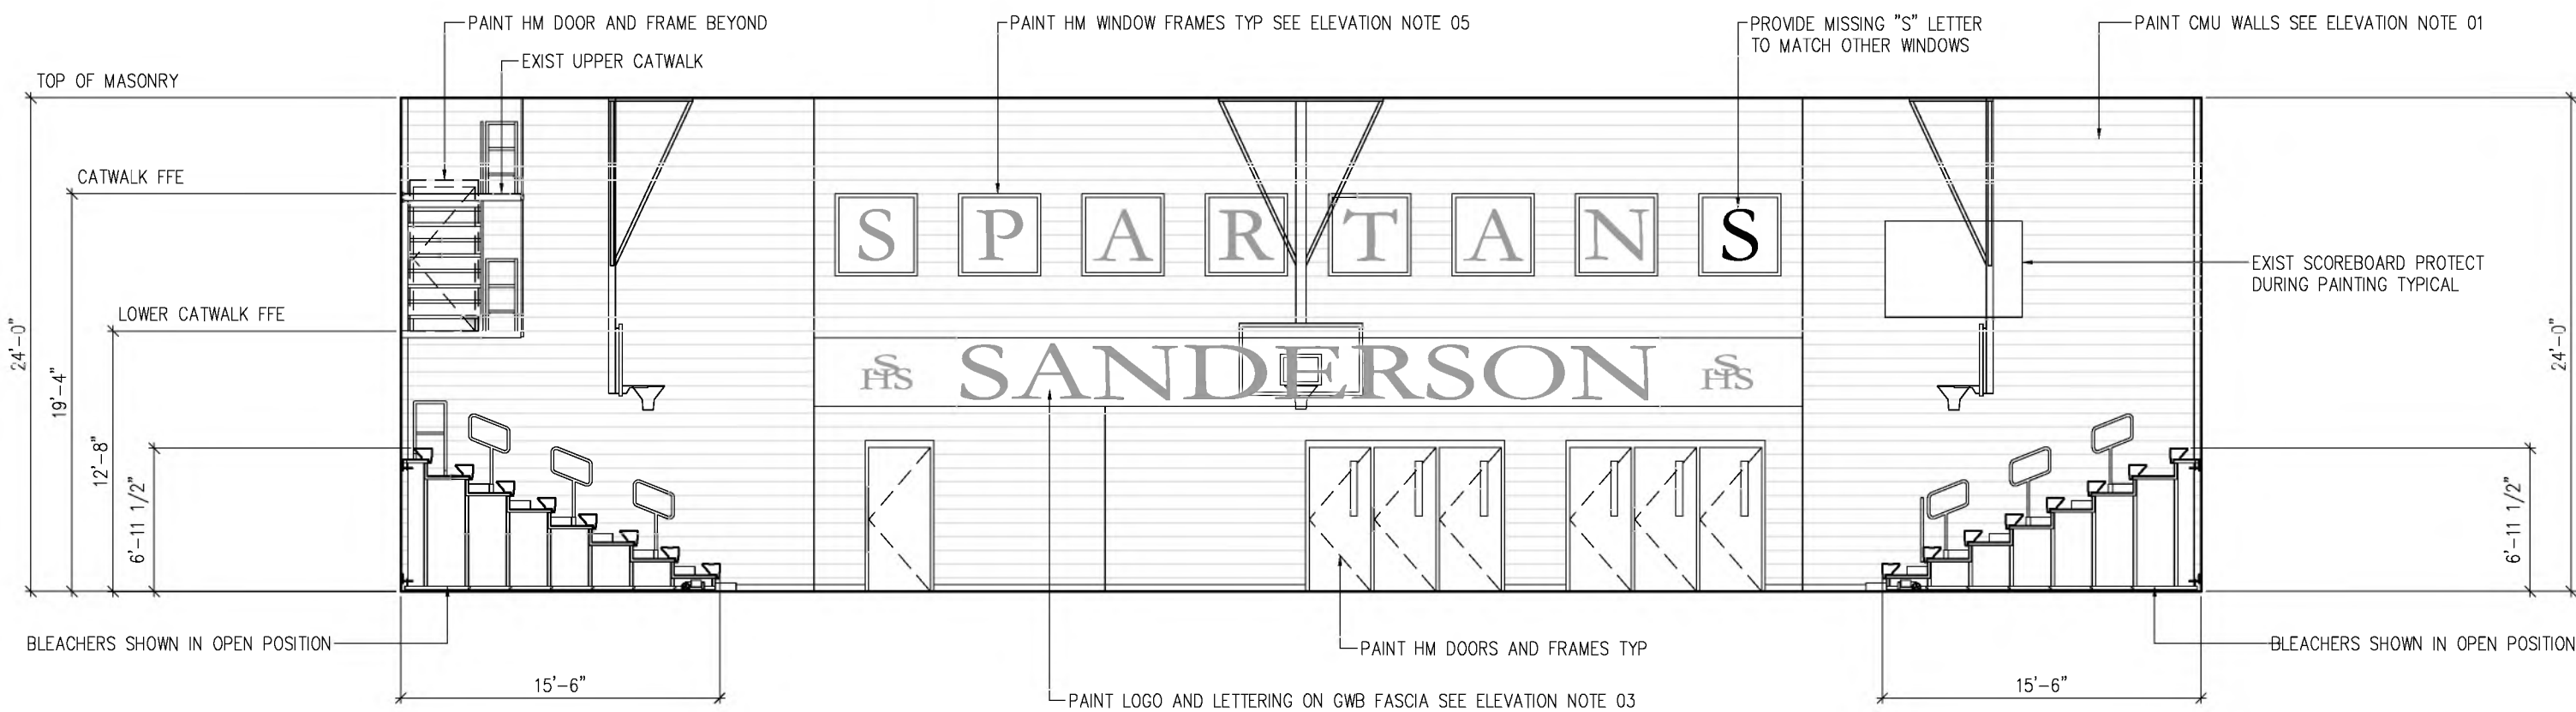 PAINT HM DOOR AND FRAME BEYOND
PAINT HM WINDOW FRAMES TYP SEE ELEVATION NOTE 05
PROVIDE MISSING "S" LETTER
TO MATCH OTHER WINDOWS
PAINT CMU WALLS SEE ELEVATION NOTE 01
EXIST UPPER CATWALK
TOP OF MASONRY
CATWALK FFE
S P A R T A N S
EXIST SCOREBOARD PROTECT
DURING PAINTING TYPICAL
LOWER CATWALK FFE
24'-0"
19'-4"
12'-8"
6'-11 1/2"
SHS SANDERSON SHS
24'-0"
6'-11 1/2"
BLEACHERS SHOWN IN OPEN POSITION
PAINT HM DOORS AND FRAMES TYP
BLEACHERS SHOWN IN OPEN POSITION
15'-6"
PAINT LOGO AND LETTERING ON GWB FASCIA SEE ELEVATION NOTE 03
15'-6"